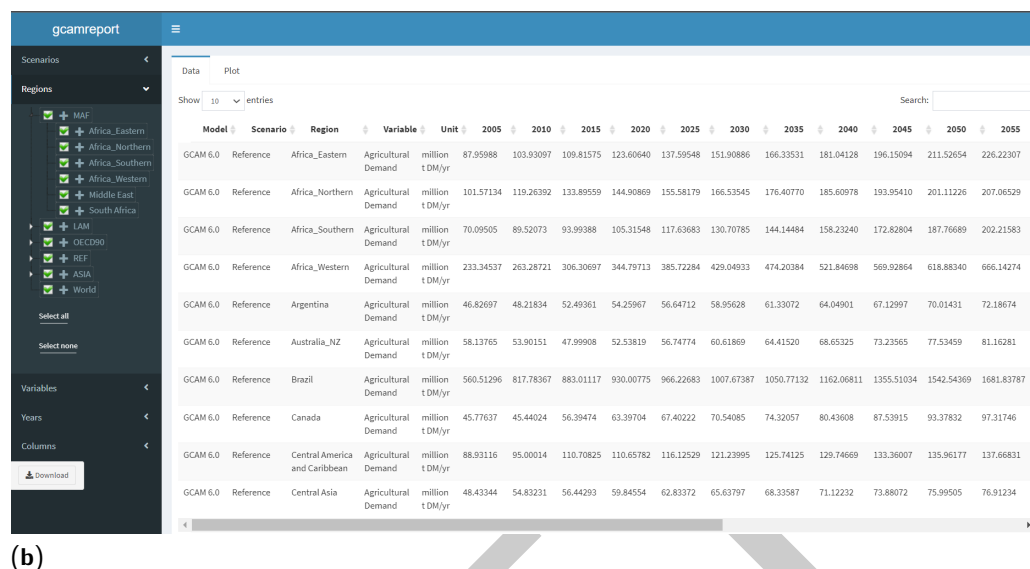 gcamreport
Scenarios
Regions
MAF
Africa_Eastern
Africa_Northern
Africa_Southern
Africa_Western
Middle East
South Africa
LAM
OECD90
REF
ASIA
World
Select all
Select none
Variables
Years
Columns
Download
Data Plot
Show 10 entries Search:
Model Scenario Region Variable Unit 2005 2010 2015 2020 2025 2030 2035 2040 2045 2050 2055
GCAM 6.0 Reference Africa_Eastern Agricultural million 87.95988 103.93097 109.81575 123.60640 137.59548 151.90886 166.33531 181.04128 196.15094 211.52654 226.22307
Demand t DM/yr
GCAM 6.0 Reference Africa_Northern Agricultural million 101.57134 119.26392 133.89559 144.90869 155.58179 166.53545 176.40770 185.60978 193.95410 201.11226 207.06529
Demand t DM/yr
GCAM 6.0 Reference Africa_Southern Agricultural million 70.09505 89.52073 93.99388 105.31548 117.63683 130.70785 144.14484 158.23240 172.82804 187.76689 202.21583
Demand t DM/yr
GCAM 6.0 Reference Africa_Western Agricultural million 233.34537 263.28721 306.30697 344.79713 385.72284 429.04933 474.20384 521.84698 569.92864 618.88340 666.14274
Demand t DM/yr
GCAM 6.0 Reference Argentina Agricultural million 46.82697 48.21834 52.49361 54.25967 56.64712 58.95628 61.33072 64.04901 67.12997 70.01431 72.18674
Demand t DM/yr
GCAM 6.0 Reference Australia_NZ Agricultural million 58.13765 53.90151 47.99908 52.53819 56.74774 60.61869 64.41520 68.65325 73.23565 77.53459 81.16281
Demand t DM/yr
GCAM 6.0 Reference Brazil Agricultural million 560.51296 817.78367 883.01117 930.00775 966.22683 1007.67387 1050.77132 1162.06811 1355.51034 1542.54369 1681.83787
Demand t DM/yr
GCAM 6.0 Reference Canada Agricultural million 45.77637 45.44024 56.39474 63.39704 67.40222 70.54085 74.32057 80.43608 87.53915 93.37832 97.31746
Demand t DM/yr
GCAM 6.0 Reference Central America Agricultural million 88.93116 95.00014 110.70825 110.65782 116.12529 121.23995 125.74125 129.74669 133.36007 135.96177 137.66831
and Caribbean Demand t DM/yr
GCAM 6.0 Reference Central Asia Agricultural million 48.43344 54.83231 56.44293 59.84554 62.83372 65.63797 68.33587 71.12232 73.88072 75.99505 76.91234
Demand t DM/yr
(b)